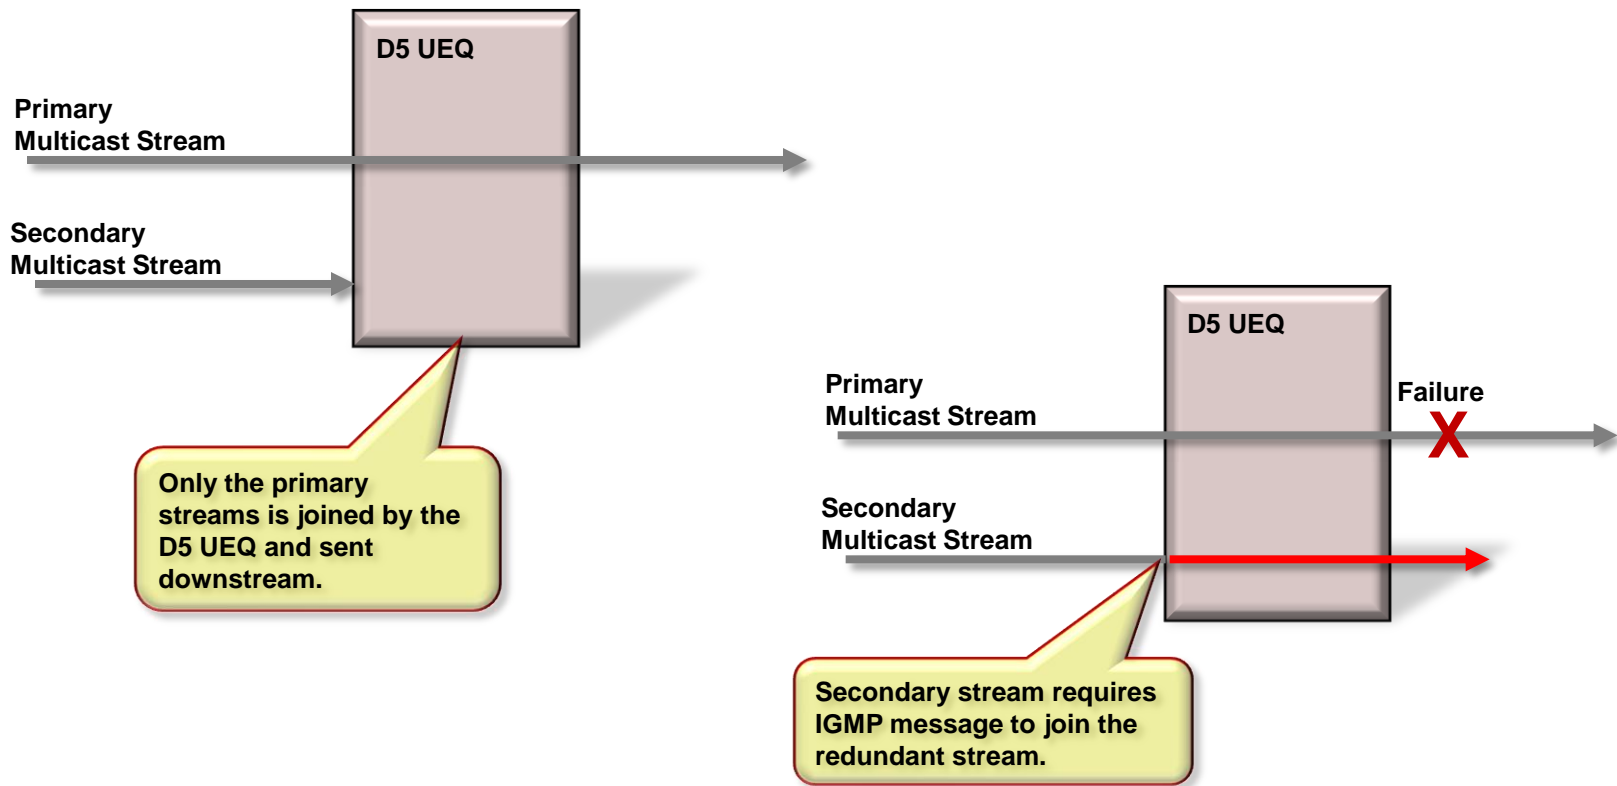 D5 UEQ
Primary
Multicast Stream
Secondary
Multicast Stream
Only the primary
streams is joined by the
D5 UEQ and sent
downstream.
D5 UEQ
Primary
Multicast Stream
Failure
X
Secondary
Multicast Stream
Secondary stream requires
IGMP message to join the
redundant stream.